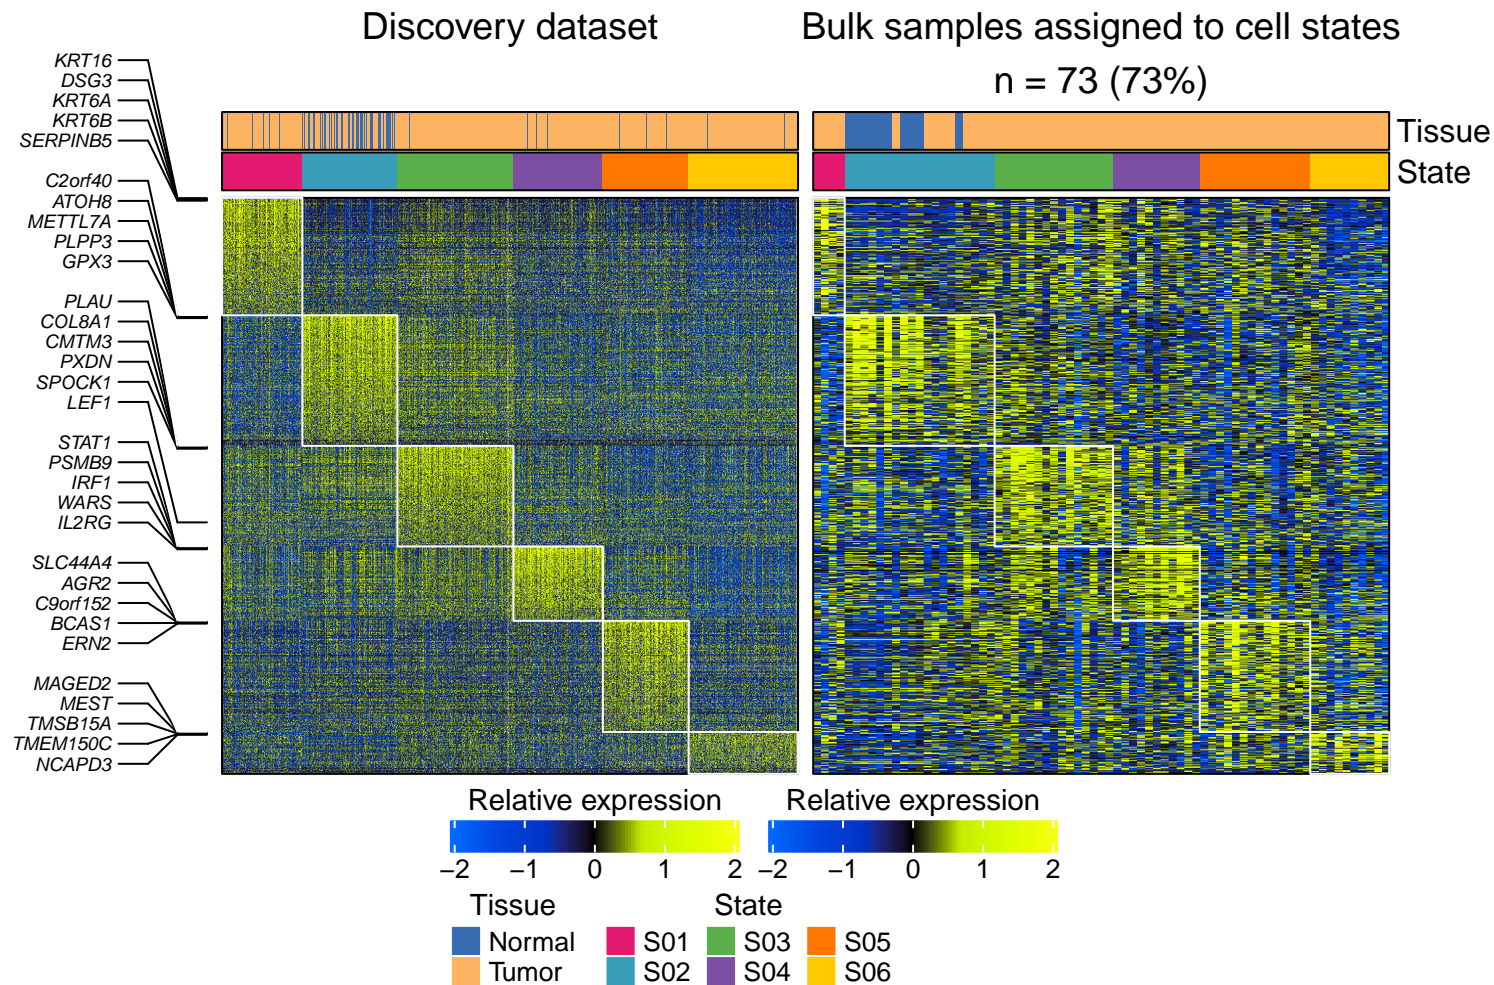 Discovery dataset
Bulk samples assigned to cell states
n = 73 (73%)
Tissue
State
KRT16
DSG3
KRT6A
KRT6B
SERPINB5
C2orf40
ATOH8
METTL7A
PLPP3
GPX3
PLAU
COL8A1
CMTM3
PXDN
SPOCK1
LEF1
STAT1
PSMB9
IRF1
WARS
IL2RG
SLC44A4
AGR2
C9orf152
BCAS1
ERN2
MAGED2
MEST
TMSB15A
TMEM150C
NCAPD3
Relative expression
−2 −1 0 1 2
Relative expression
−2 −1 0 1 2
Tissue
Normal
Tumor
State
S01 S03 S05
S02 S04 S06